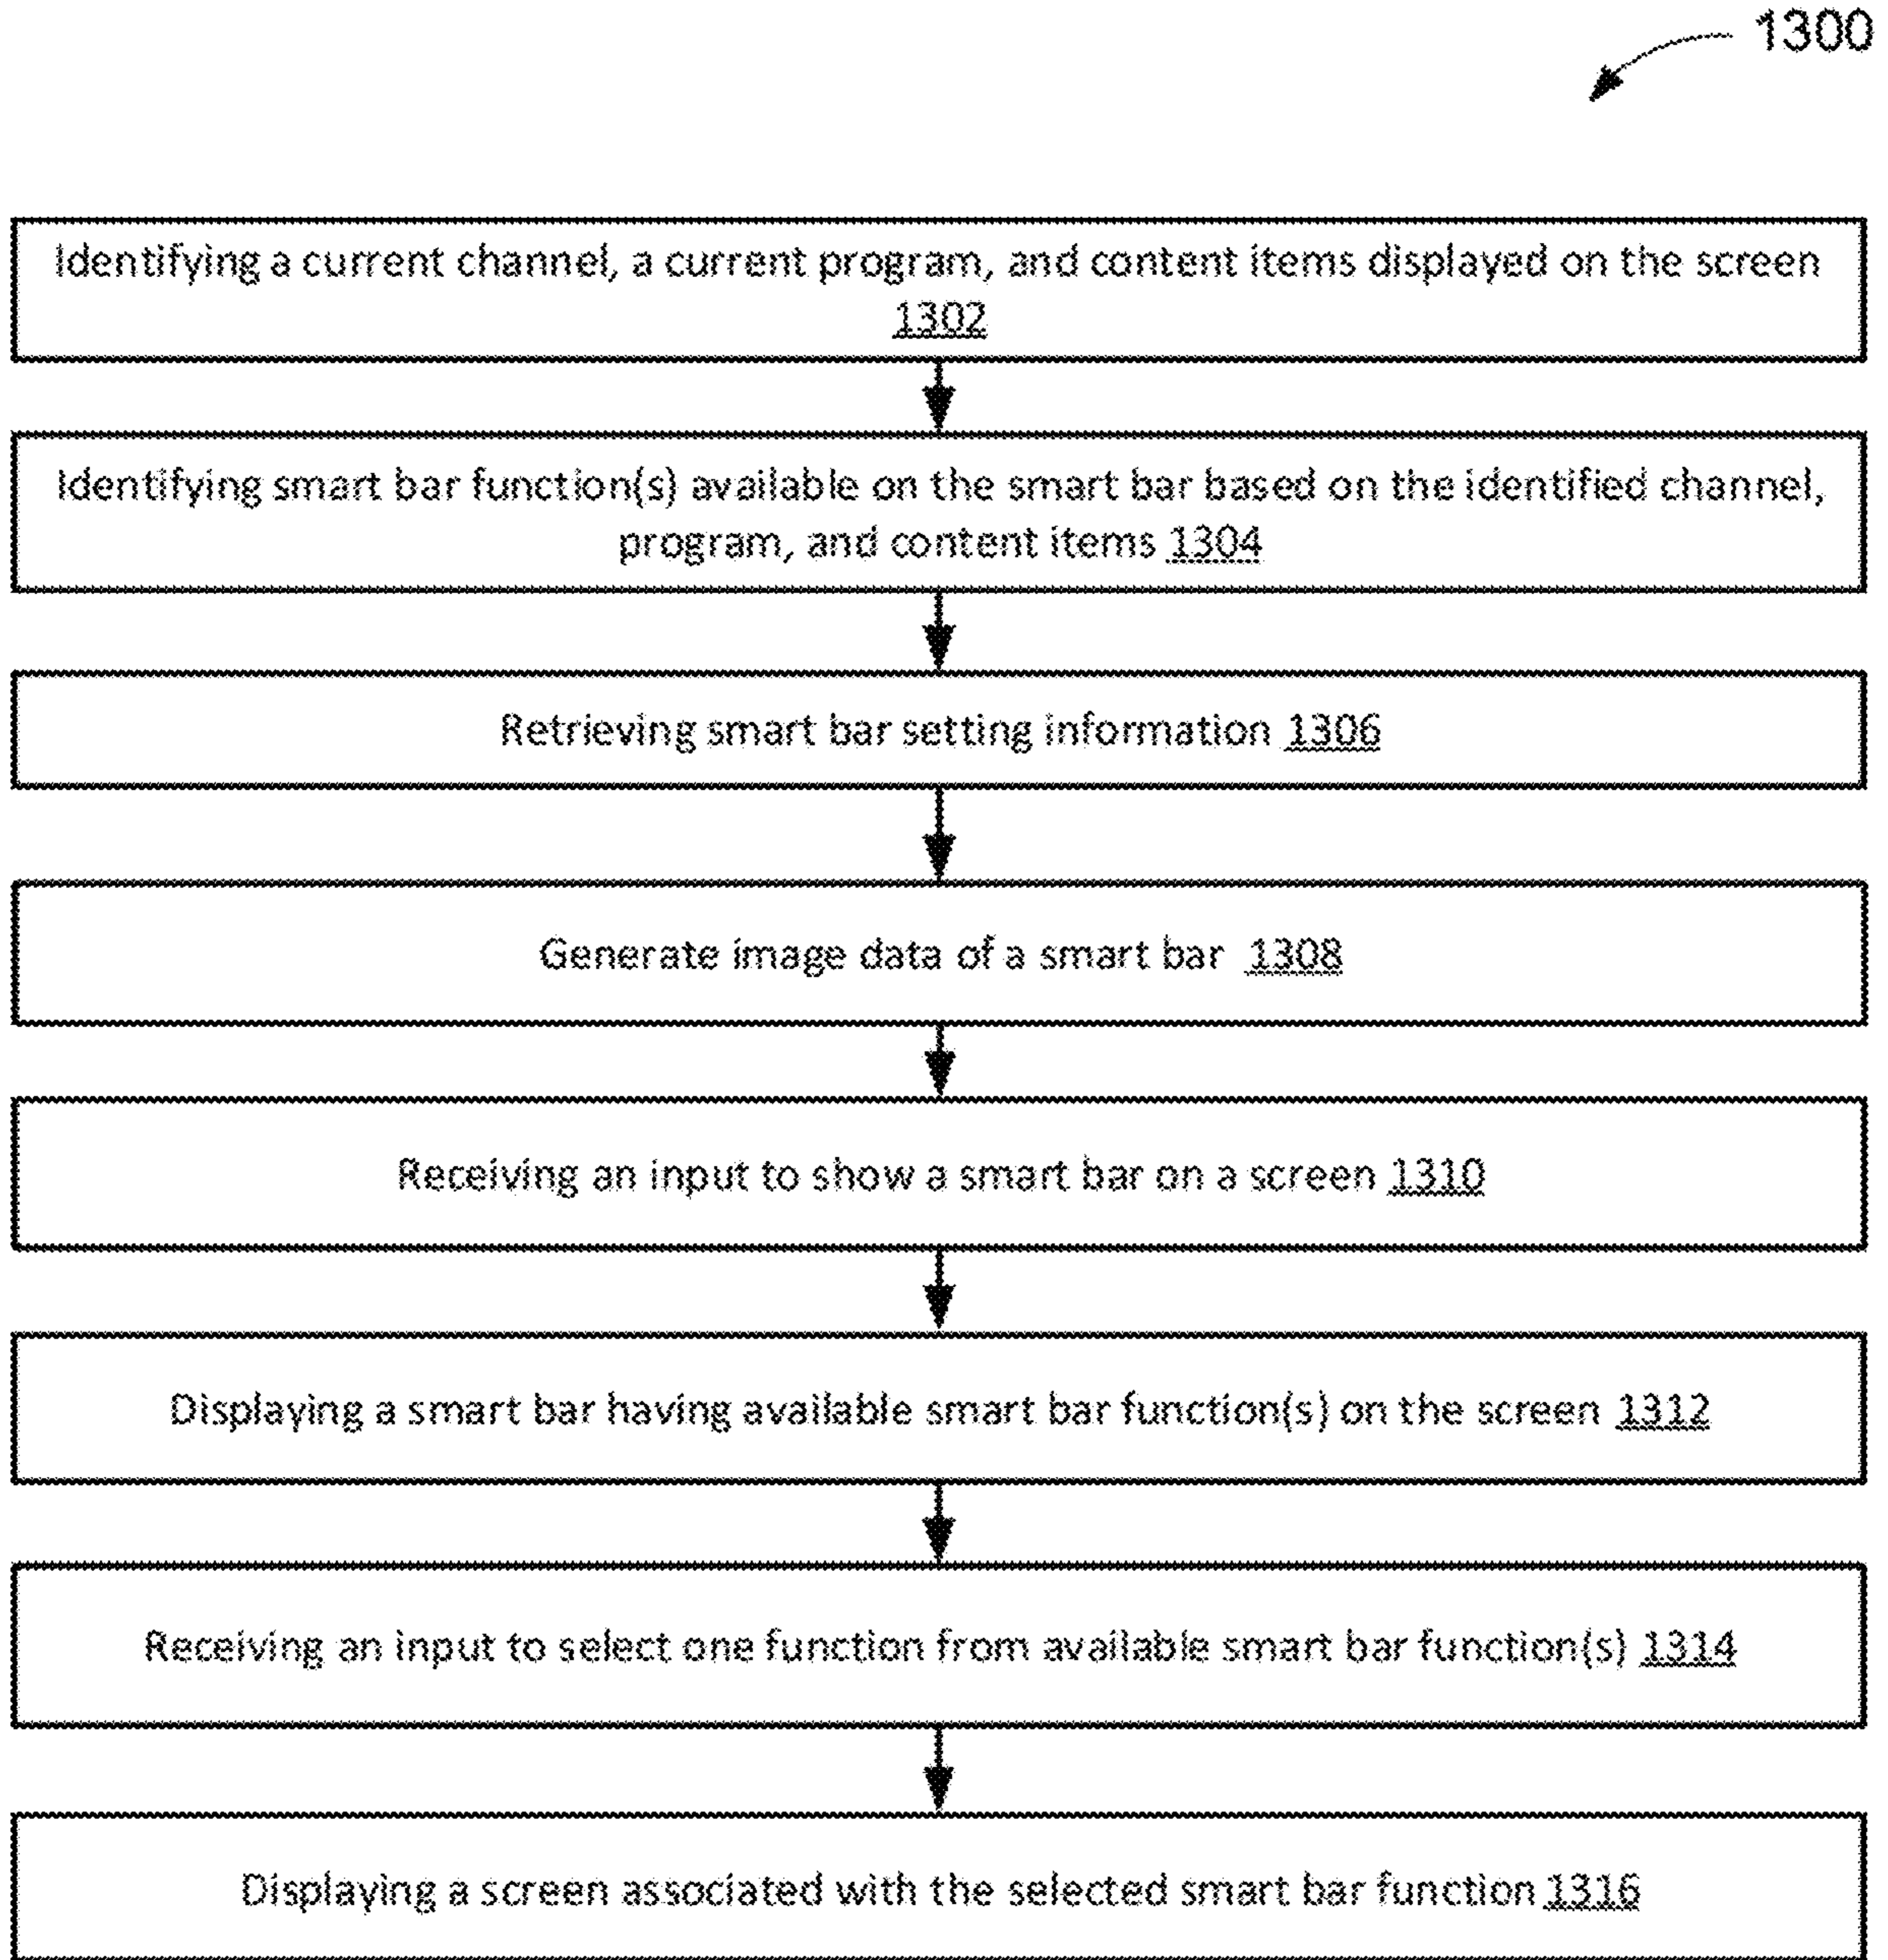 1300
Identifying a current channel, a current program, and content items displayed on the screen
1302
Identifying smart bar function(s) available on the smart bar based on the identified channel,
program, and content items 1304
Retrieving smart bar setting information 1306
Generate image data of a smart bar 1308
Receiving an input to show a smart bar on a screen 1310
Displaying a smart bar having available smart bar function(s) on the screen 1312
Receiving an input to select one function from available smart bar function(s) 1314
Displaying a screen associated with the selected smart bar function 1316